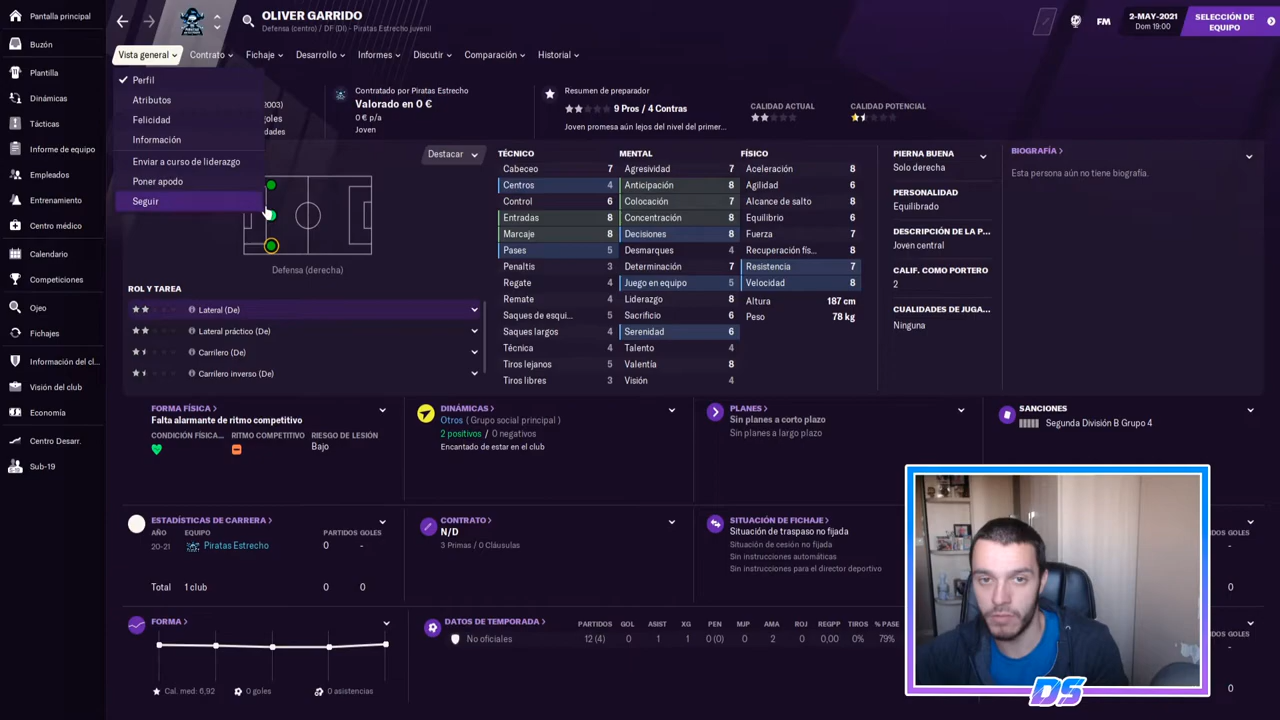 Pantalla principal
Buzón
Plantilla
Dinámicas
Tácticas
Informe de equipo
Empleados
Entrenamiento
Centro médico
Calendario
Competiciones
Ojeo
Fichajes
Información del cl...
Visión del club
Economía
Centro Desarr.
Sub-19
PIRATAS ESTRECHO
OLIVER GARRIDO
Defensa (centro) / DF (DI) - Piratas Estrecho juvenil
FM
2-MAY-2021
Dom 19:00
SELECCIÓN DE
EQUIPO
Vista general
Contrato
Fichaje
Desarrollo
Informes
Discutir
Comparación
Historial
Perfil
Atributos
Felicidad
Información
Enviar a curso de liderazgo
Poner apodo
Seguir
2003)
goles
dades
Contratado por Piratas Estrecho
Valorado en 0 €
0 € p/a
Joven
Resumen de preparador
9 Pros / 4 Contras
Joven promesa aún lejos del nivel del primer...
CALIDAD ACTUAL
CALIDAD POTENCIAL
Destacar
Defensa (derecha)
ROL Y TAREA
Lateral (De)
Lateral práctico (De)
Carrilero (De)
Carrilero inverso (De)
TÉCNICO
Cabeceo 7
Centros 4
Control 6
Entradas 8
Marcaje 8
Pases 5
Penaltis 3
Regate 4
Remate 4
Saques de esqui... 5
Saques largos 4
Técnica 4
Tiros lejanos 5
Tiros libres 3
MENTAL
Agresividad 7
Anticipación 8
Colocación 7
Concentración 8
Decisiones 8
Desmarques 4
Determinación 7
Juego en equipo 5
Liderazgo 8
Sacrificio 6
Serenidad 6
Talento 4
Valentía 8
Visión 4
FÍSICO
Aceleración 8
Agilidad 6
Alcance de salto 8
Equilibrio 6
Fuerza 7
Recuperación fís... 8
Resistencia 7
Velocidad 8
Altura 187 cm
Peso 78 kg
PIERNA BUENA
Solo derecha
PERSONALIDAD
Equilibrado
DESCRIPCIÓN DE LA P...
Joven central
CALIF. COMO PORTERO
2
CUALIDADES DE JUGA...
Ninguna
BIOGRAFÍA
Esta persona aún no tiene biografía.
FORMA FÍSICA
Falta alarmante de ritmo competitivo
CONDICIÓN FÍSICA... RITMO COMPETITIVO RIESGO DE LESIÓN
Bajo
DINÁMICAS
Otros ( Grupo social principal )
2 positivos / 0 negativos
Encantado de estar en el club
PLANES
Sin planes a corto plazo
Sin planes a largo plazo
SANCIONES
Segunda División B Grupo 4
ESTADÍSTICAS DE CARRERA
AÑO EQUIPO PARTIDOS GOLES
20-21 Piratas Estrecho 0 -
Total 1 club 0 0
CONTRATO
N/D
3 Primas / 0 Cláusulas
SITUACIÓN DE FICHAJE
Situación de traspaso no fijada
Situación de cesión no fijada
Sin instrucciones automáticas
Sin instrucciones para el director deportivo
OS GOLES
-
0
FORMA
Cal. med: 6,92 0 goles 0 asistencias
DATOS DE TEMPORADA
PARTIDOS GOL ASIST XG PEN MJP AMA ROJ REGPP TIROS % PASE
No oficiales 12 (4) 0 1 1 0 (0) 0 2 0 0,00 0% 79%
OS GOLES
-
0
DS